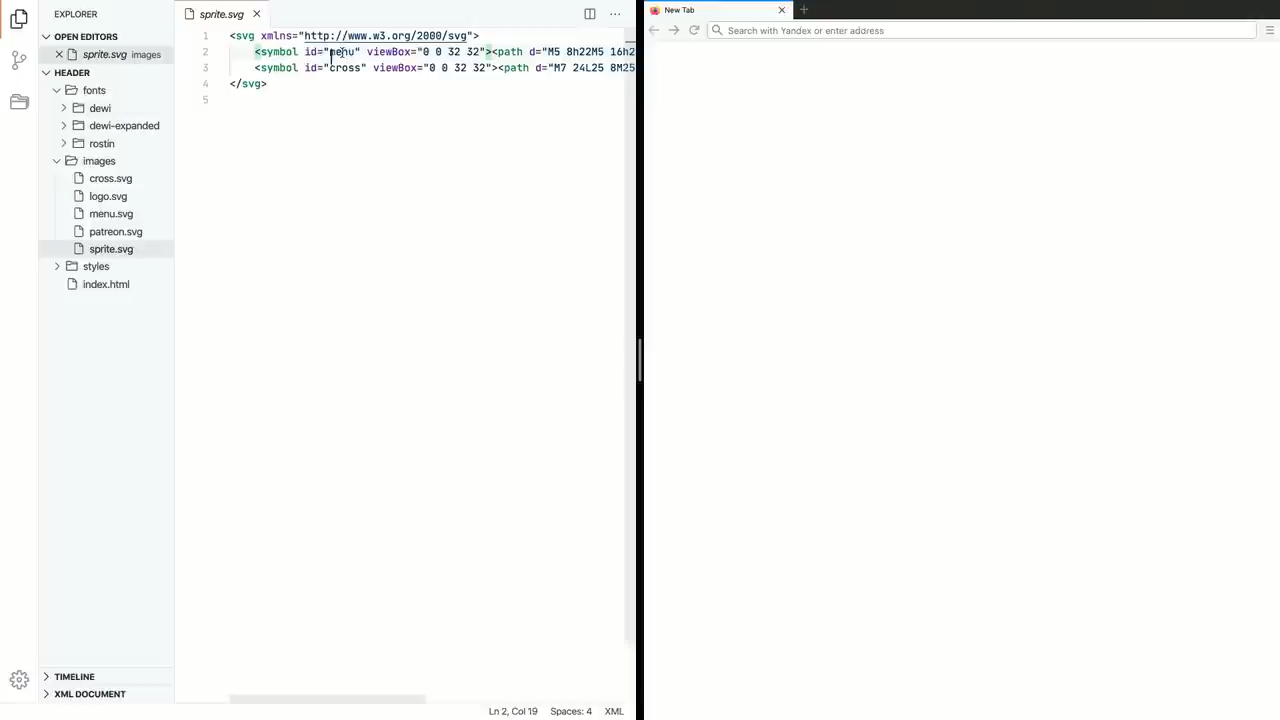 EXPLORER
OPEN EDITORS
sprite.svg images
HEADER
fonts
dewi
dewi-expanded
rostin
images
cross.svg
logo.svg
menu.svg
patreon.svg
sprite.svg
styles
index.html
TIMELINE
XML DOCUMENT
sprite.svg
1 <svg xmlns="http://www.w3.org/2000/svg">
2 <symbol id="menu" viewBox="0 0 32 32"><path d="M5 8h22M5 16h2
3 <symbol id="cross" viewBox="0 0 32 32"><path d="M7 24L25 8M25
4 </svg>
5
Ln 2, Col 19 Spaces: 4 XML
New Tab
Search with Yandex or enter address